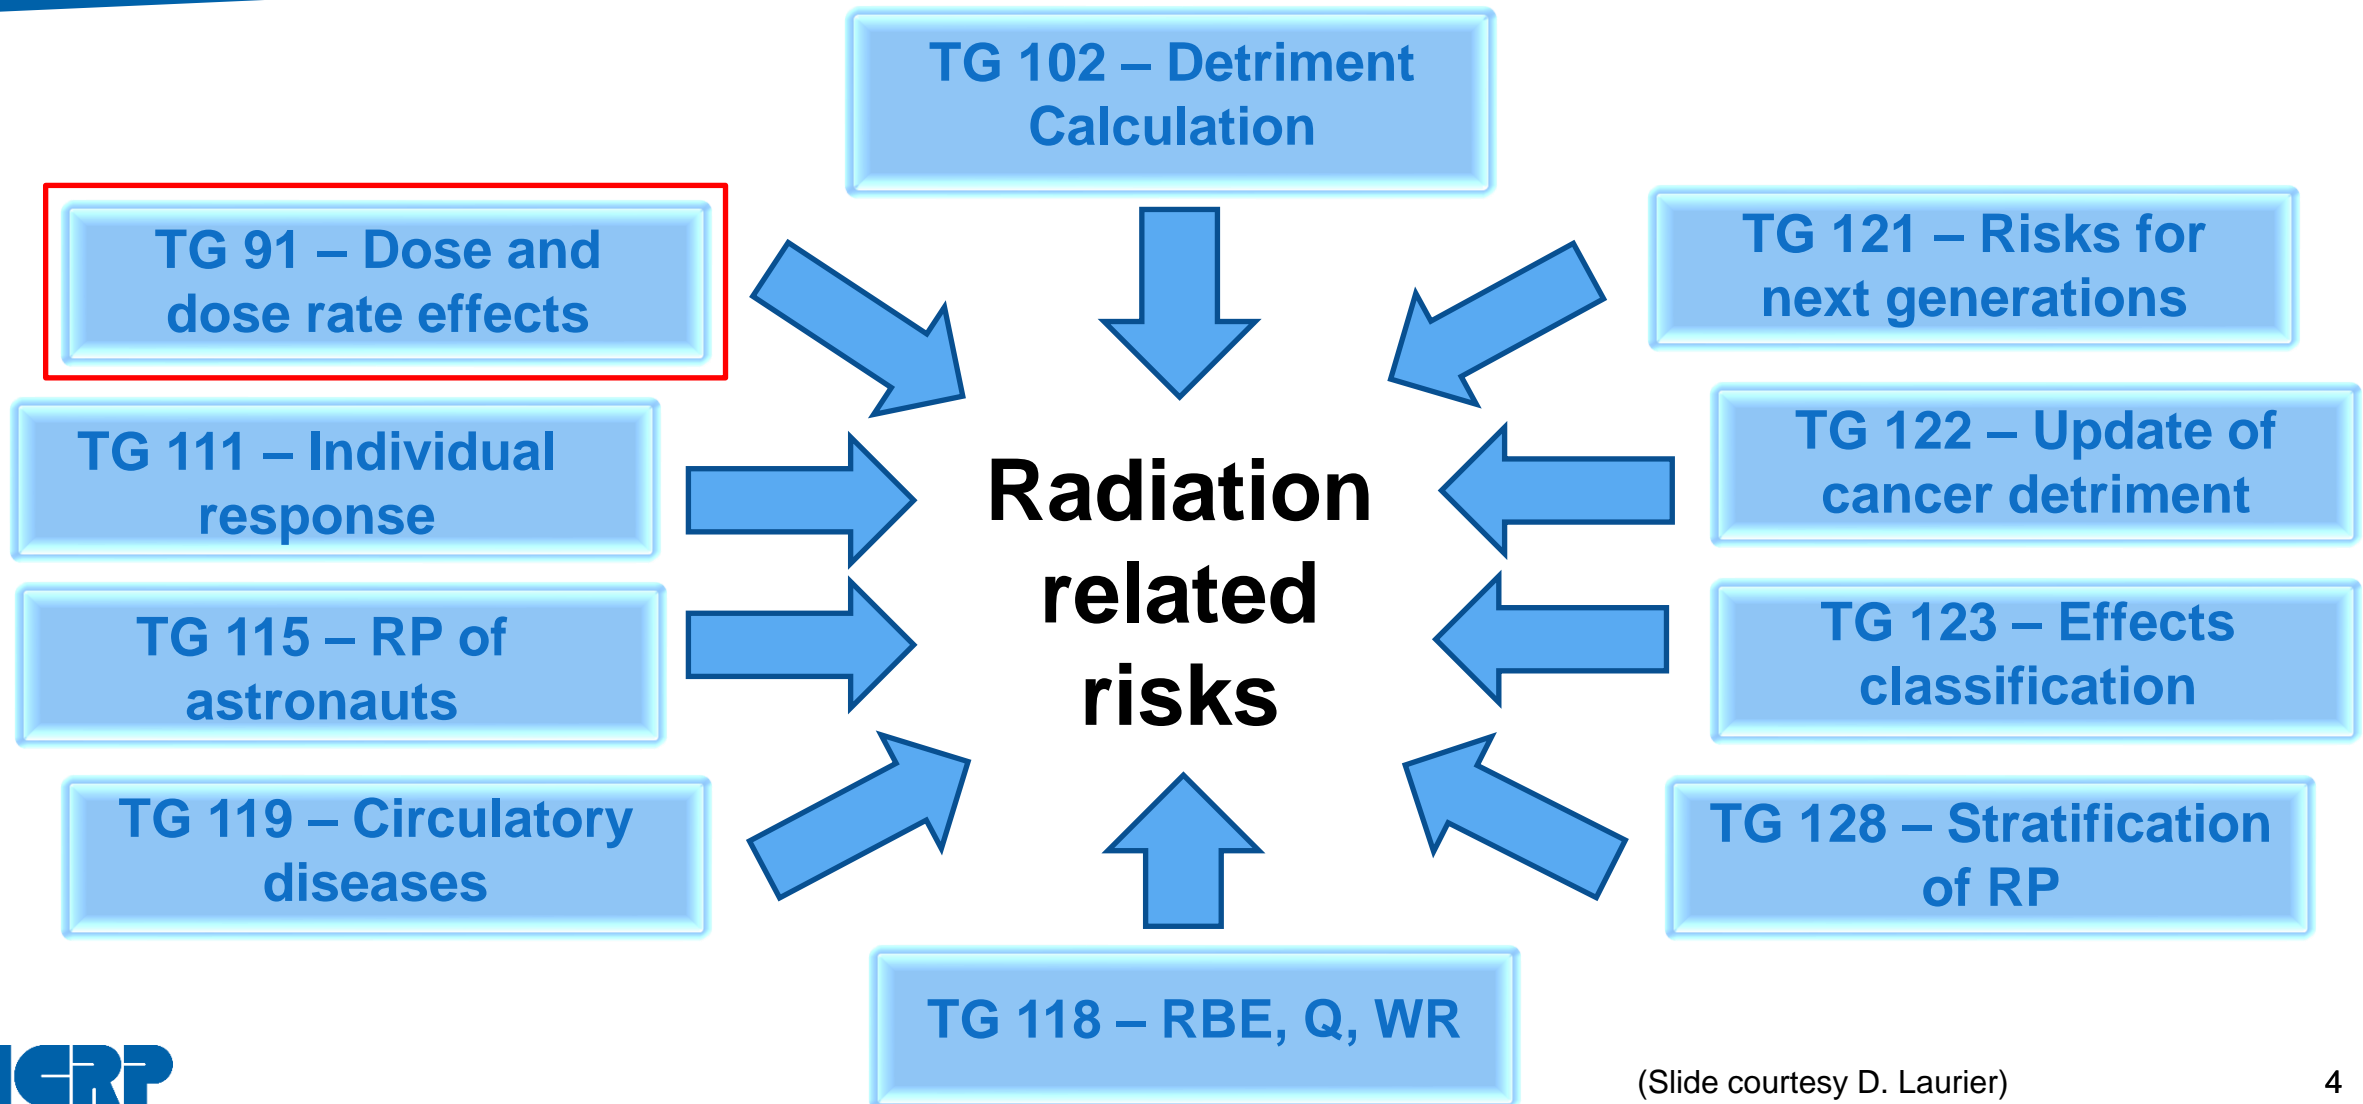 TG 102 – Detriment
Calculation
TG 91 – Dose and
dose rate effects
TG 121 – Risks for
next generations
TG 111 – Individual
response
TG 122 – Update of
cancer detriment
Radiation
related
risks
TG 115 – RP of
astronauts
TG 123 – Effects
classification
TG 119 – Circulatory
diseases
TG 128 – Stratification
of RP
TG 118 – RBE, Q, WR
ICRP
(Slide courtesy D. Laurier)
4